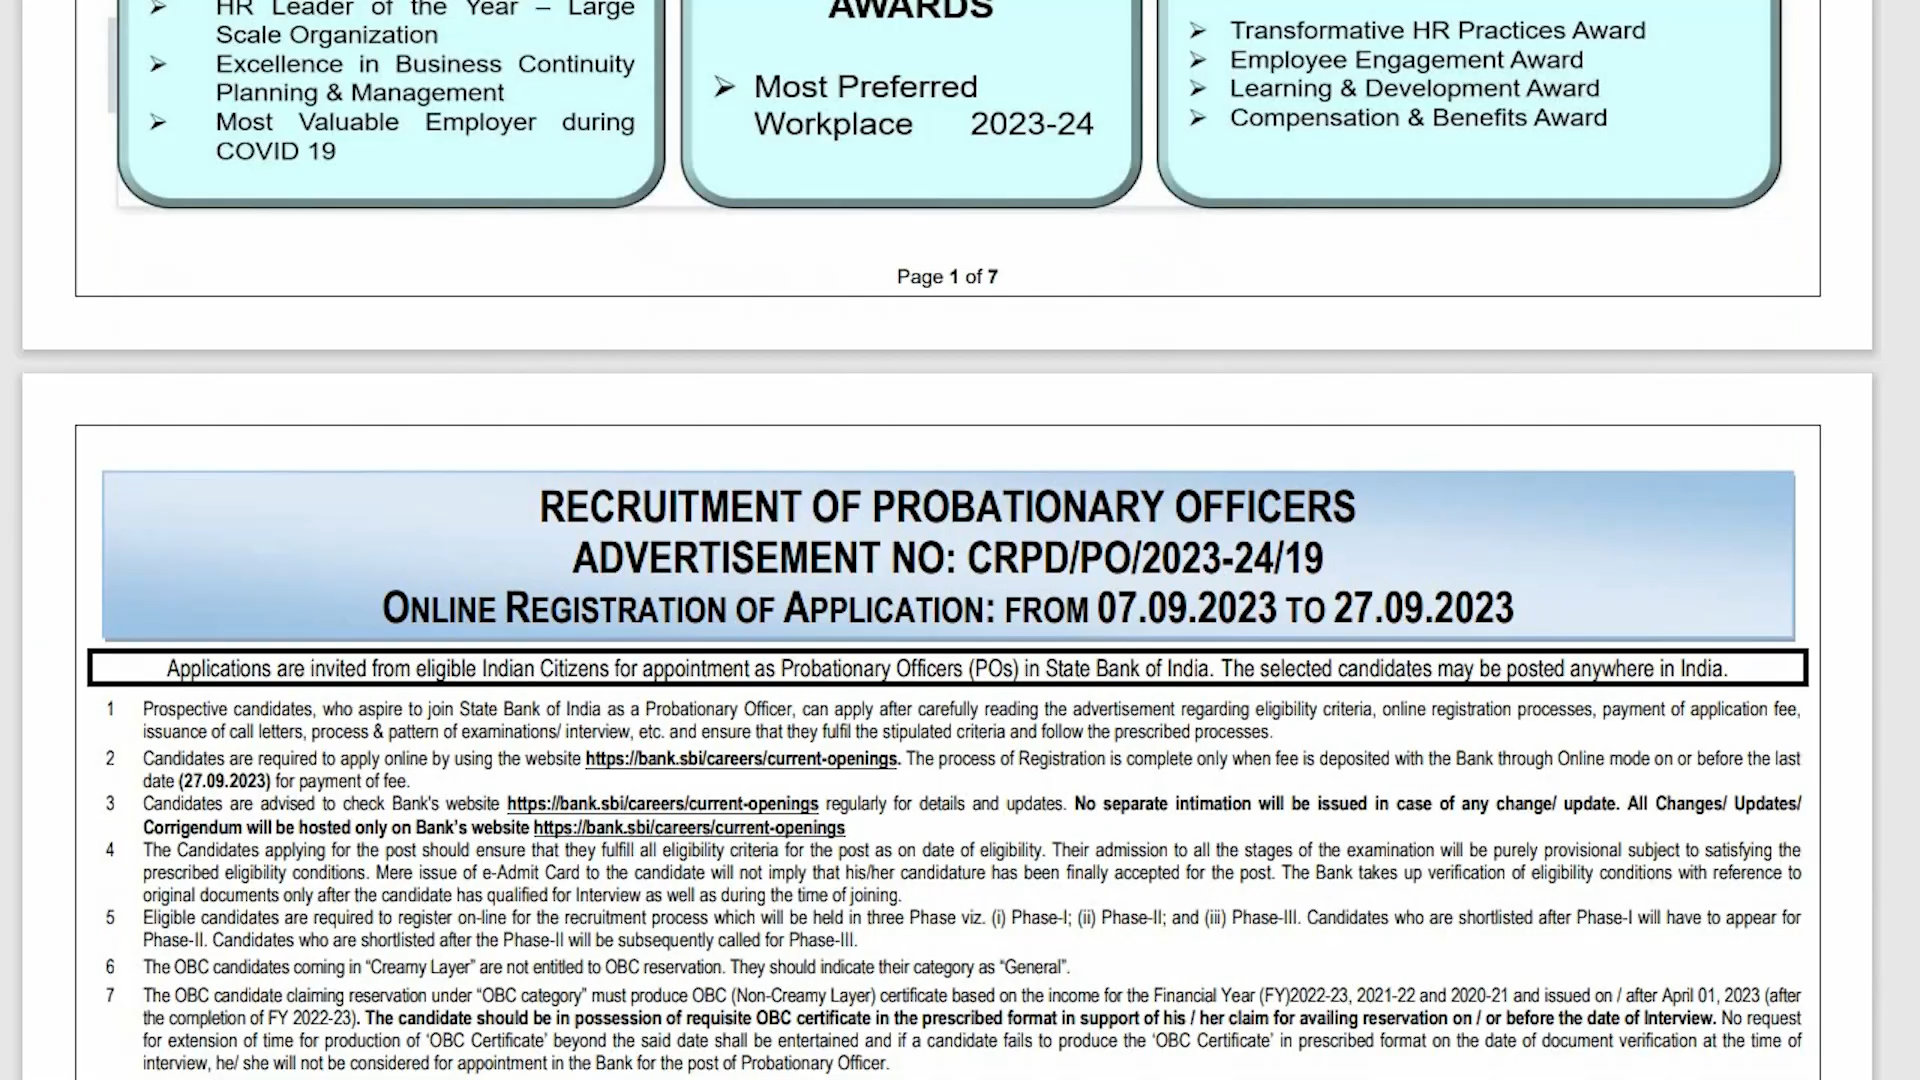 HR Leader of the Year – Large
Scale Organization
Excellence in Business Continuity
Planning & Management
Most Valuable Employer during
COVID 19
AWARDS
Most Preferred
Workplace 2023-24
Transformative HR Practices Award
Employee Engagement Award
Learning & Development Award
Compensation & Benefits Award
Page 1 of 7
RECRUITMENT OF PROBATIONARY OFFICERS
ADVERTISEMENT NO: CRPD/PO/2023-24/19
ONLINE REGISTRATION OF APPLICATION: FROM 07.09.2023 TO 27.09.2023
Applications are invited from eligible Indian Citizens for appointment as Probationary Officers (POs) in State Bank of India. The selected candidates may be posted anywhere in India.
1 Prospective candidates, who aspire to join State Bank of India as a Probationary Officer, can apply after carefully reading the advertisement regarding eligibility criteria, online registration processes, payment of application fee,
issuance of call letters, process & pattern of examinations/ interview, etc. and ensure that they fulfil the stipulated criteria and follow the prescribed processes.
2 Candidates are required to apply online by using the website https://bank.sbi/careers/current-openings. The process of Registration is complete only when fee is deposited with the Bank through Online mode on or before the last
date (27.09.2023) for payment of fee.
3 Candidates are advised to check Bank's website https://bank.sbi/careers/current-openings regularly for details and updates. No separate intimation will be issued in case of any change/ update. All Changes/ Updates/
Corrigendum will be hosted only on Bank’s website https://bank.sbi/careers/current-openings
4 The Candidates applying for the post should ensure that they fulfill all eligibility criteria for the post as on date of eligibility. Their admission to all the stages of the examination will be purely provisional subject to satisfying the
prescribed eligibility conditions. Mere issue of e-Admit Card to the candidate will not imply that his/her candidature has been finally accepted for the post. The Bank takes up verification of eligibility conditions with reference to
original documents only after the candidate has qualified for Interview as well as during the time of joining.
5 Eligible candidates are required to register on-line for the recruitment process which will be held in three Phase viz. (i) Phase-I; (ii) Phase-II; and (iii) Phase-III. Candidates who are shortlisted after Phase-I will have to appear for
Phase-II. Candidates who are shortlisted after the Phase-II will be subsequently called for Phase-III.
6 The OBC candidates coming in “Creamy Layer” are not entitled to OBC reservation. They should indicate their category as “General”.
7 The OBC candidate claiming reservation under “OBC category” must produce OBC (Non-Creamy Layer) certificate based on the income for the Financial Year (FY)2022-23, 2021-22 and 2020-21 and issued on / after April 01, 2023 (after
the completion of FY 2022-23). The candidate should be in possession of requisite OBC certificate in the prescribed format in support of his / her claim for availing reservation on / or before the date of Interview. No request
for extension of time for production of ‘OBC Certificate’ beyond the said date shall be entertained and if a candidate fails to produce the ‘OBC Certificate’ in prescribed format on the date of document verification at the time of
interview, he/ she will not be considered for appointment in the Bank for the post of Probationary Officer.